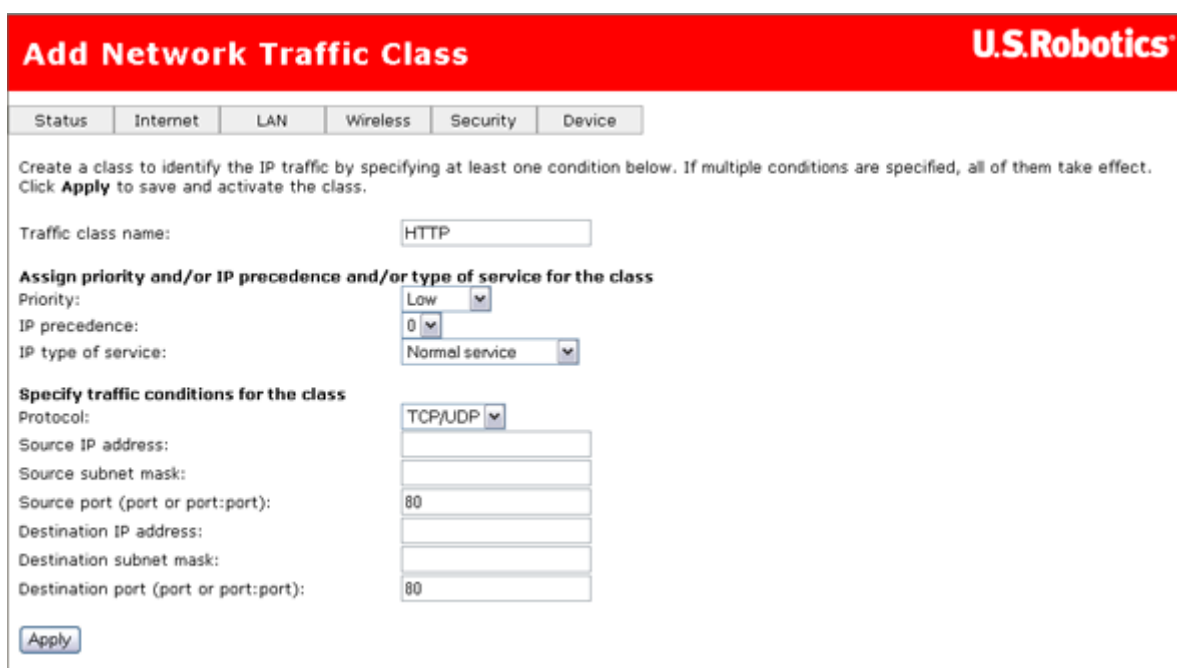 Add Network Traffic Class
U.S.Robotics
Status Internet LAN Wireless Security Device
Create a class to identify the IP traffic by specifying at least one condition below. If multiple conditions are specified, all of them take effect.
Click Apply to save and activate the class.
Traffic class name: HTTP
Assign priority and/or IP precedence and/or type of service for the class
Priority: Low
IP precedence: 0
IP type of service: Normal service
Specify traffic conditions for the class
Protocol: TCP/UDP
Source IP address:
Source subnet mask:
Source port (port or port:port): 80
Destination IP address:
Destination subnet mask:
Destination port (port or port:port): 80
Apply